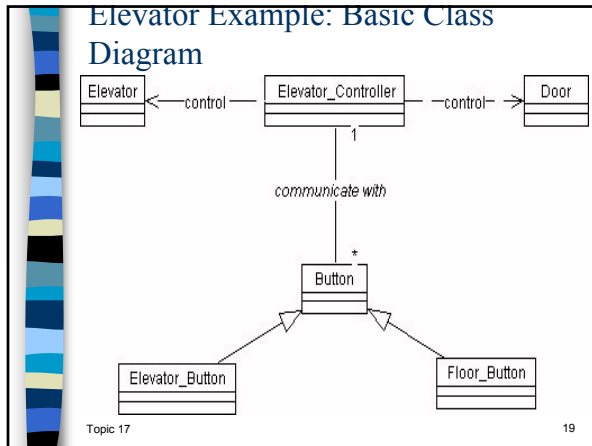 Elevator Example: Basic Class
Diagram
Elevator
control
Elevator_Controller
control
Door
1
communicate with
*
Button
Elevator_Button
Floor_Button
Topic 17
19